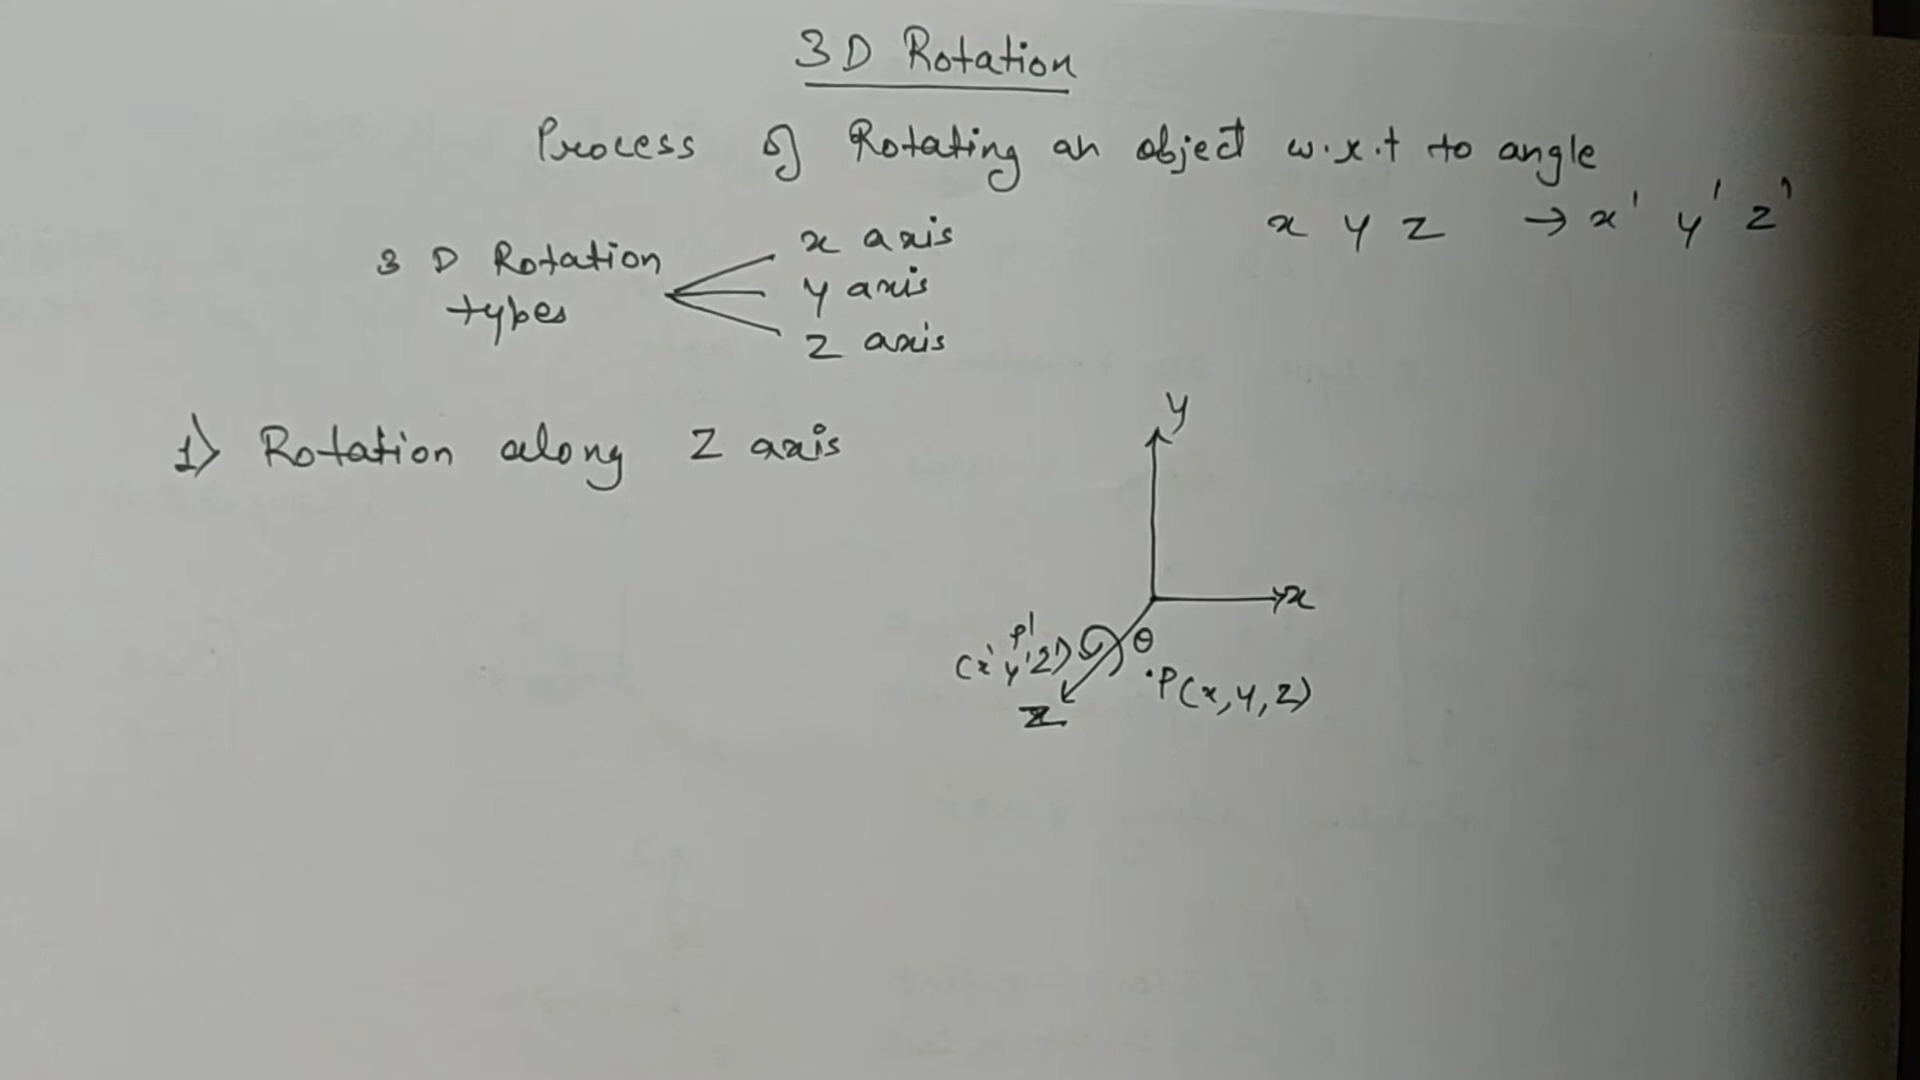 3D Rotation
Process of Rotating an object w.r.t to angle
x y z → x' y' z'
3 D Rotation types
x axis
y axis
z axis
1) Rotation along Z axis
y
x
θ
P'
(x' y' z')
P(x, y, z)
Z